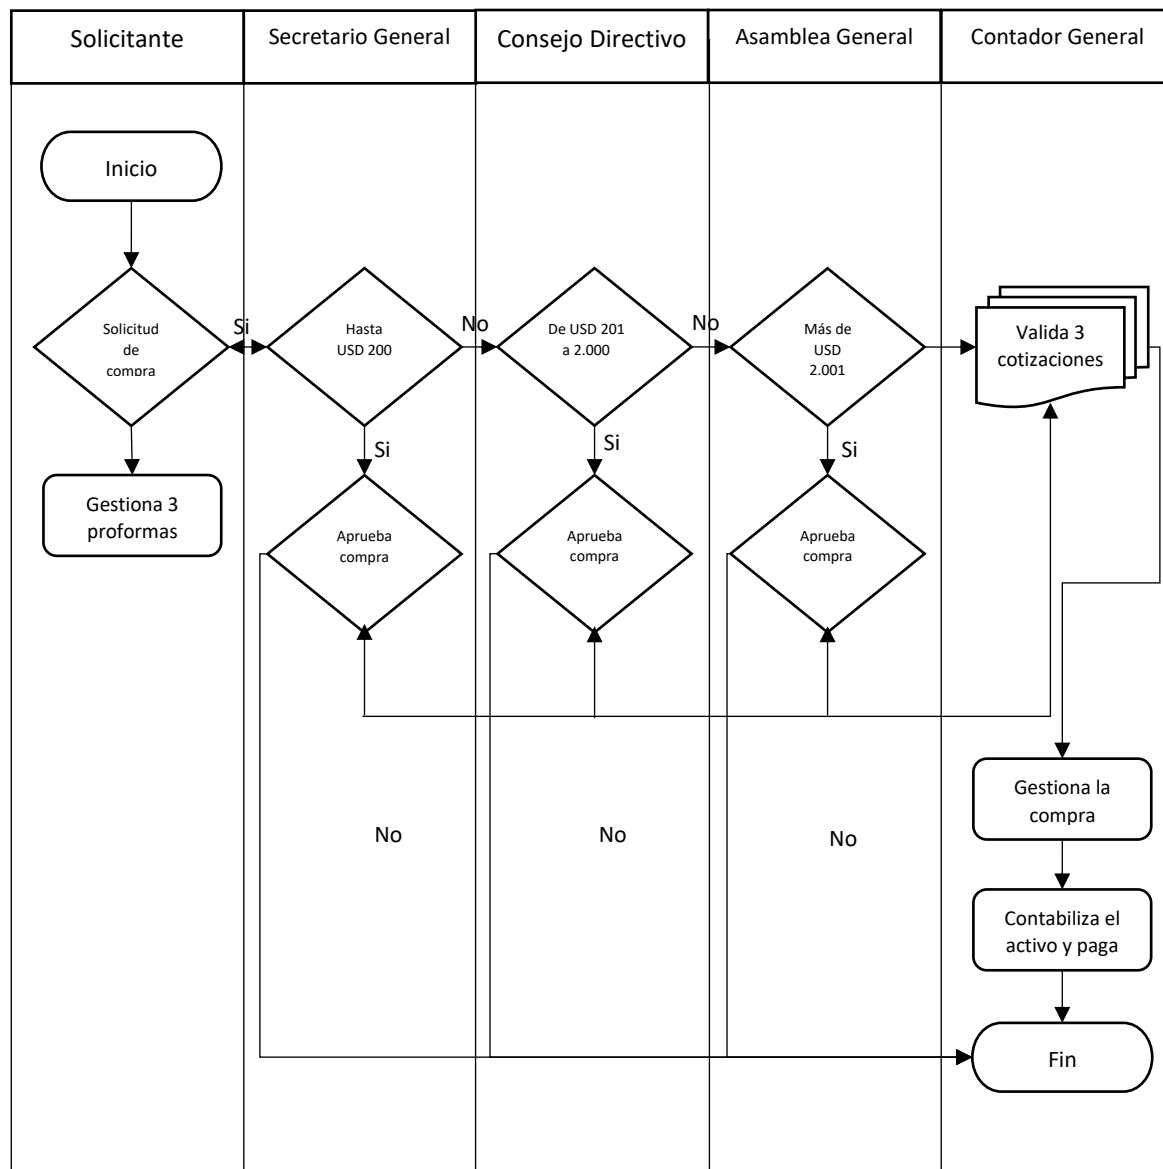 Solicitante
Secretario General
Consejo Directivo
Asamblea General
Contador General
Inicio
Solicitud
de
compra
Si
Hasta
USD 200
No
De USD 201
a 2.000
No
Más de
USD
2.001
Valida 3
cotizaciones
Si
Si
Si
Gestiona 3
proformas
Aprueba
compra
Aprueba
compra
Aprueba
compra
Gestiona la
compra
No
No
No
Contabiliza el
activo y paga
Fin